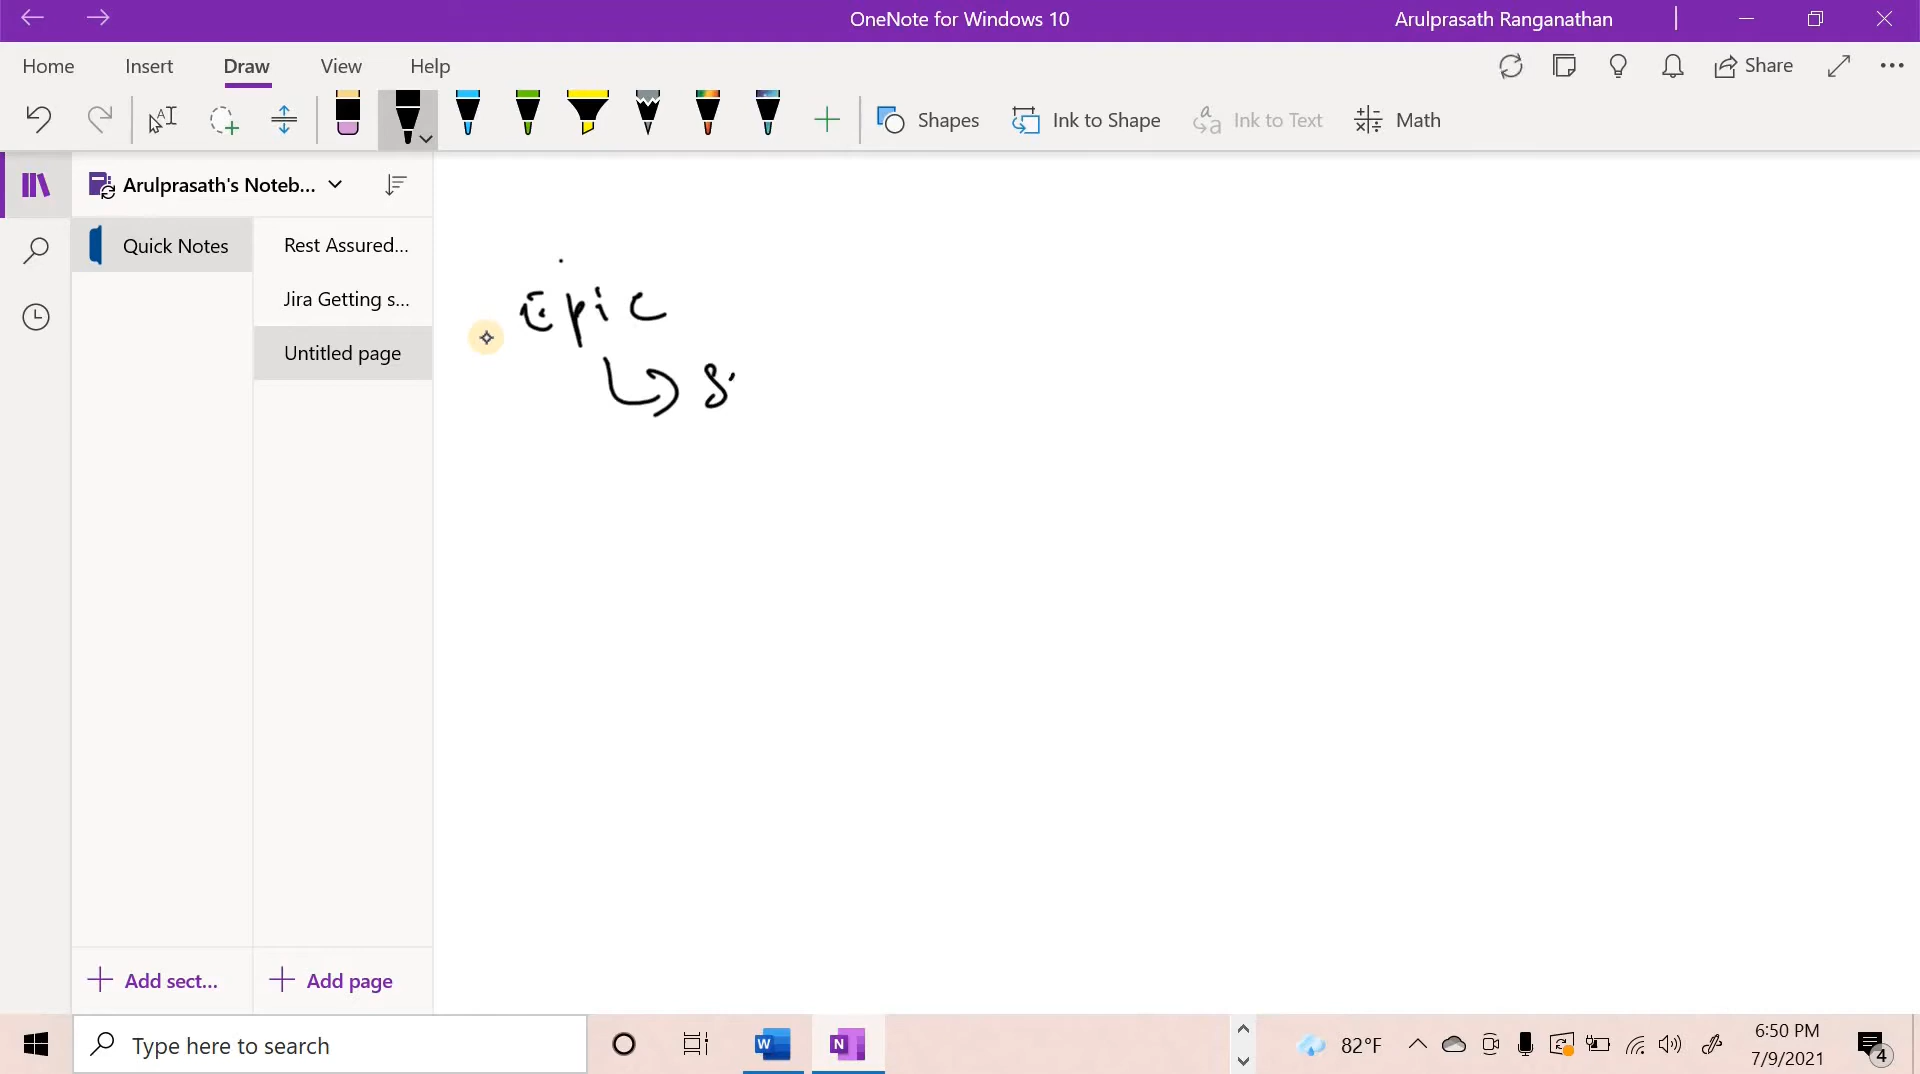 OneNote for Windows 10
Arulprasath Ranganathan
Home Insert Draw View Help
Share
Shapes Ink to Shape Ink to Text Math
Arulprasath's Noteb...
Quick Notes
Rest Assured...
Jira Getting s...
Untitled page
Epic
↳ s
Add sect...
Add page
Type here to search
82°F
6:50 PM
7/9/2021
4